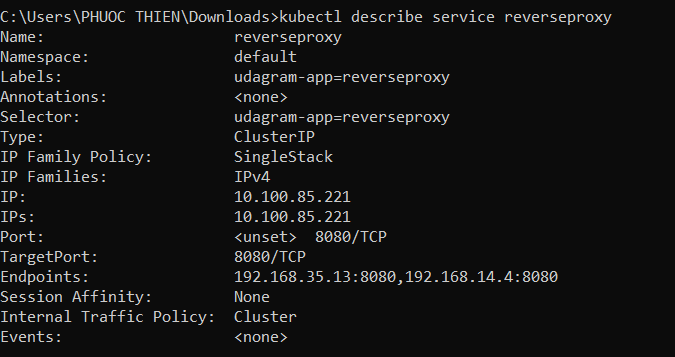 C:\Users\PHUOC THIEN\Downloads>kubectl describe service reverseproxy
Name: reverseproxy
Namespace: default
Labels: udagram-app=reverseproxy
Annotations: <none>
Selector: udagram-app=reverseproxy
Type: ClusterIP
IP Family Policy: SingleStack
IP Families: IPv4
IP: 10.100.85.221
IPs: 10.100.85.221
Port: <unset> 8080/TCP
TargetPort: 8080/TCP
Endpoints: 192.168.35.13:8080,192.168.14.4:8080
Session Affinity: None
Internal Traffic Policy: Cluster
Events: <none>